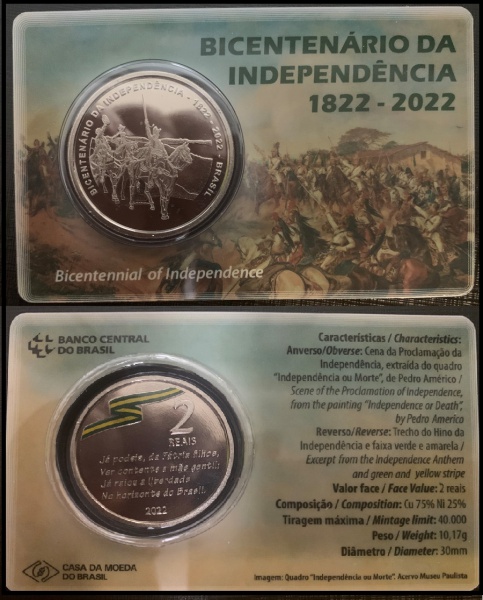 BICENTENÁRIO DA
INDEPENDÊNCIA
1822 - 2022
BICENTENÁRIO DA INDEPENDÊNCIA - 1822 - 2022 - BRASIL
Bicentennial of Independence
BANCO CENTRAL
DO BRASIL
2
REAIS
Já podeis, da Pátria filhos,
Ver contente a mãe gentil;
Já raiou a liberdade
No horizonte do Brasil.
2022
CASA DA MOEDA
DO BRASIL
Características / Characteristics:
Anverso/Obverse: Cena da Proclamação da
Independência, extraída do quadro
"Independência ou Morte", de Pedro Américo /
Scene of the Proclamation of Independence,
from the painting "Independence or Death",
by Pedro Americo
Reverso/Reverse: Trecho do Hino da
Independência e faixa verde e amarela /
Excerpt from the Independence Anthem
and green and yellow stripe
Valor face / Face Value: 2 reais
Composição / Composition: Cu 75% Ni 25%
Tiragem máxima / Mintage limit: 40.000
Peso / Weight: 10,17g
Diâmetro / Diameter: 30mm
Imagem: Quadro "Independência ou Morte". Acervo Museu Paulista